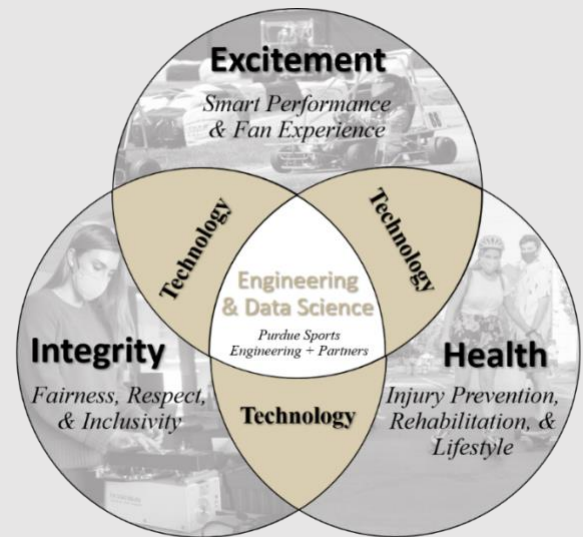 Excitement
Smart Performance
& Fan Experience
Technology
Technology
Engineering
& Data Science
Purdue Sports
Engineering + Partners
Integrity
Fairness, Respect,
& Inclusivity
Health
Injury Prevention,
Rehabilitation, &
Lifestyle
Technology